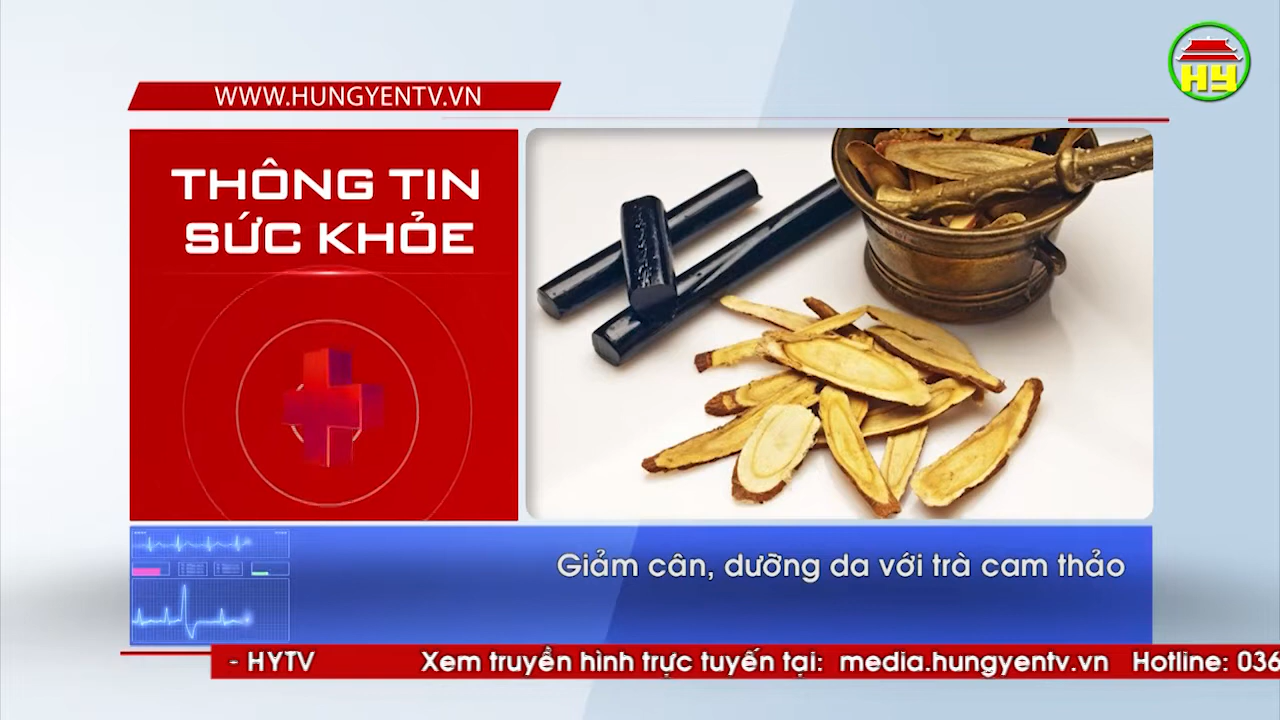 HY
WWW.HUNGYENTV.VN
THÔNG TIN
SỨC KHỎE
Giảm cân, dưỡng da với trà cam thảo
- HYTV Xem truyền hình trực tuyến tại: media.hungyentv.vn Hotline: 036